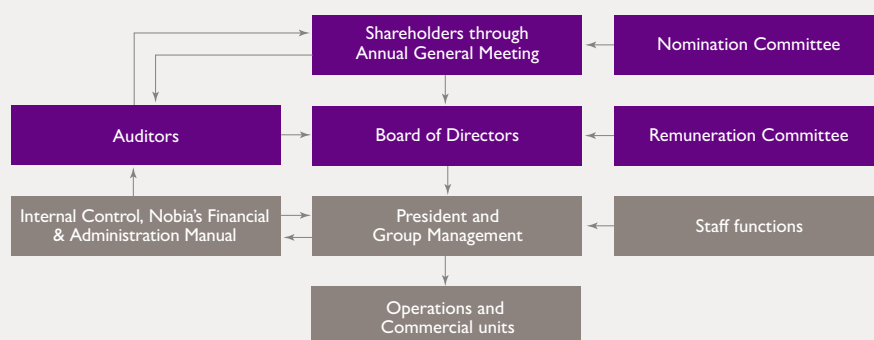 Shareholders through
Annual General Meeting
Nomination Committee
Auditors
Board of Directors
Remuneration Committee
Internal Control, Nobia's Financial
& Administration Manual
President and
Group Management
Staff functions
Operations and
Commercial units